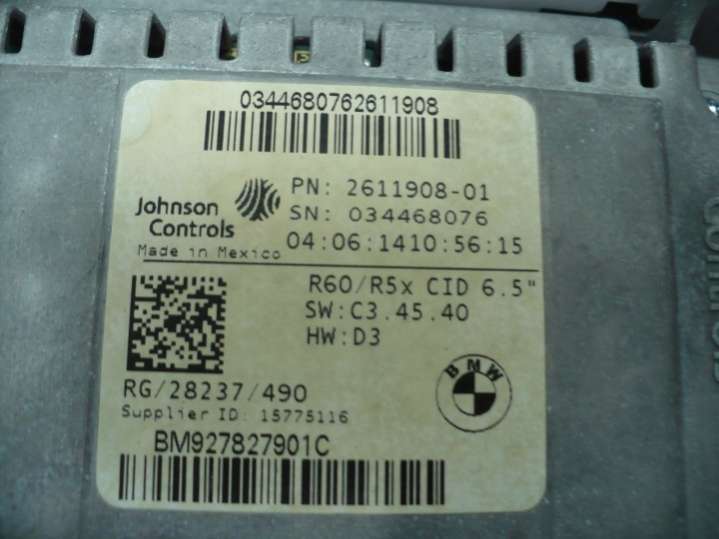 0344680762611908
Johnson
Controls
Made in Mexico
PN: 2611908-01
SN: 034468076
04:06:1410:56:15
R60/R5x CID 6.5"
SW:C3.45.40
HW:D3
BMW
RG/28237/490
Supplier ID: 15775116
BM927827901C